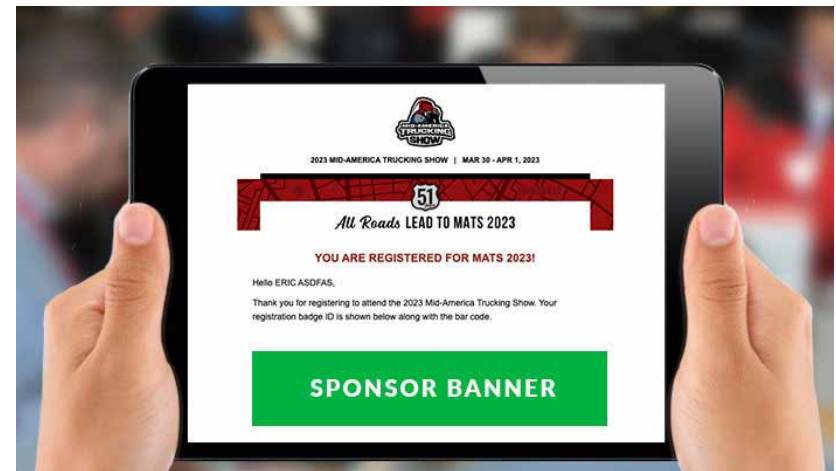 MID-AMERICA
TRUCKING
SHOW
2023 MID-AMERICA TRUCKING SHOW | MAR 30 - APR 1, 2023
51
All Roads LEAD TO MATS 2023
YOU ARE REGISTERED FOR MATS 2023!
Hello ERIC ASDFAS,
Thank you for registering to attend the 2023 Mid-America Trucking Show. Your
registration badge ID is shown below along with the bar code.
SPONSOR BANNER